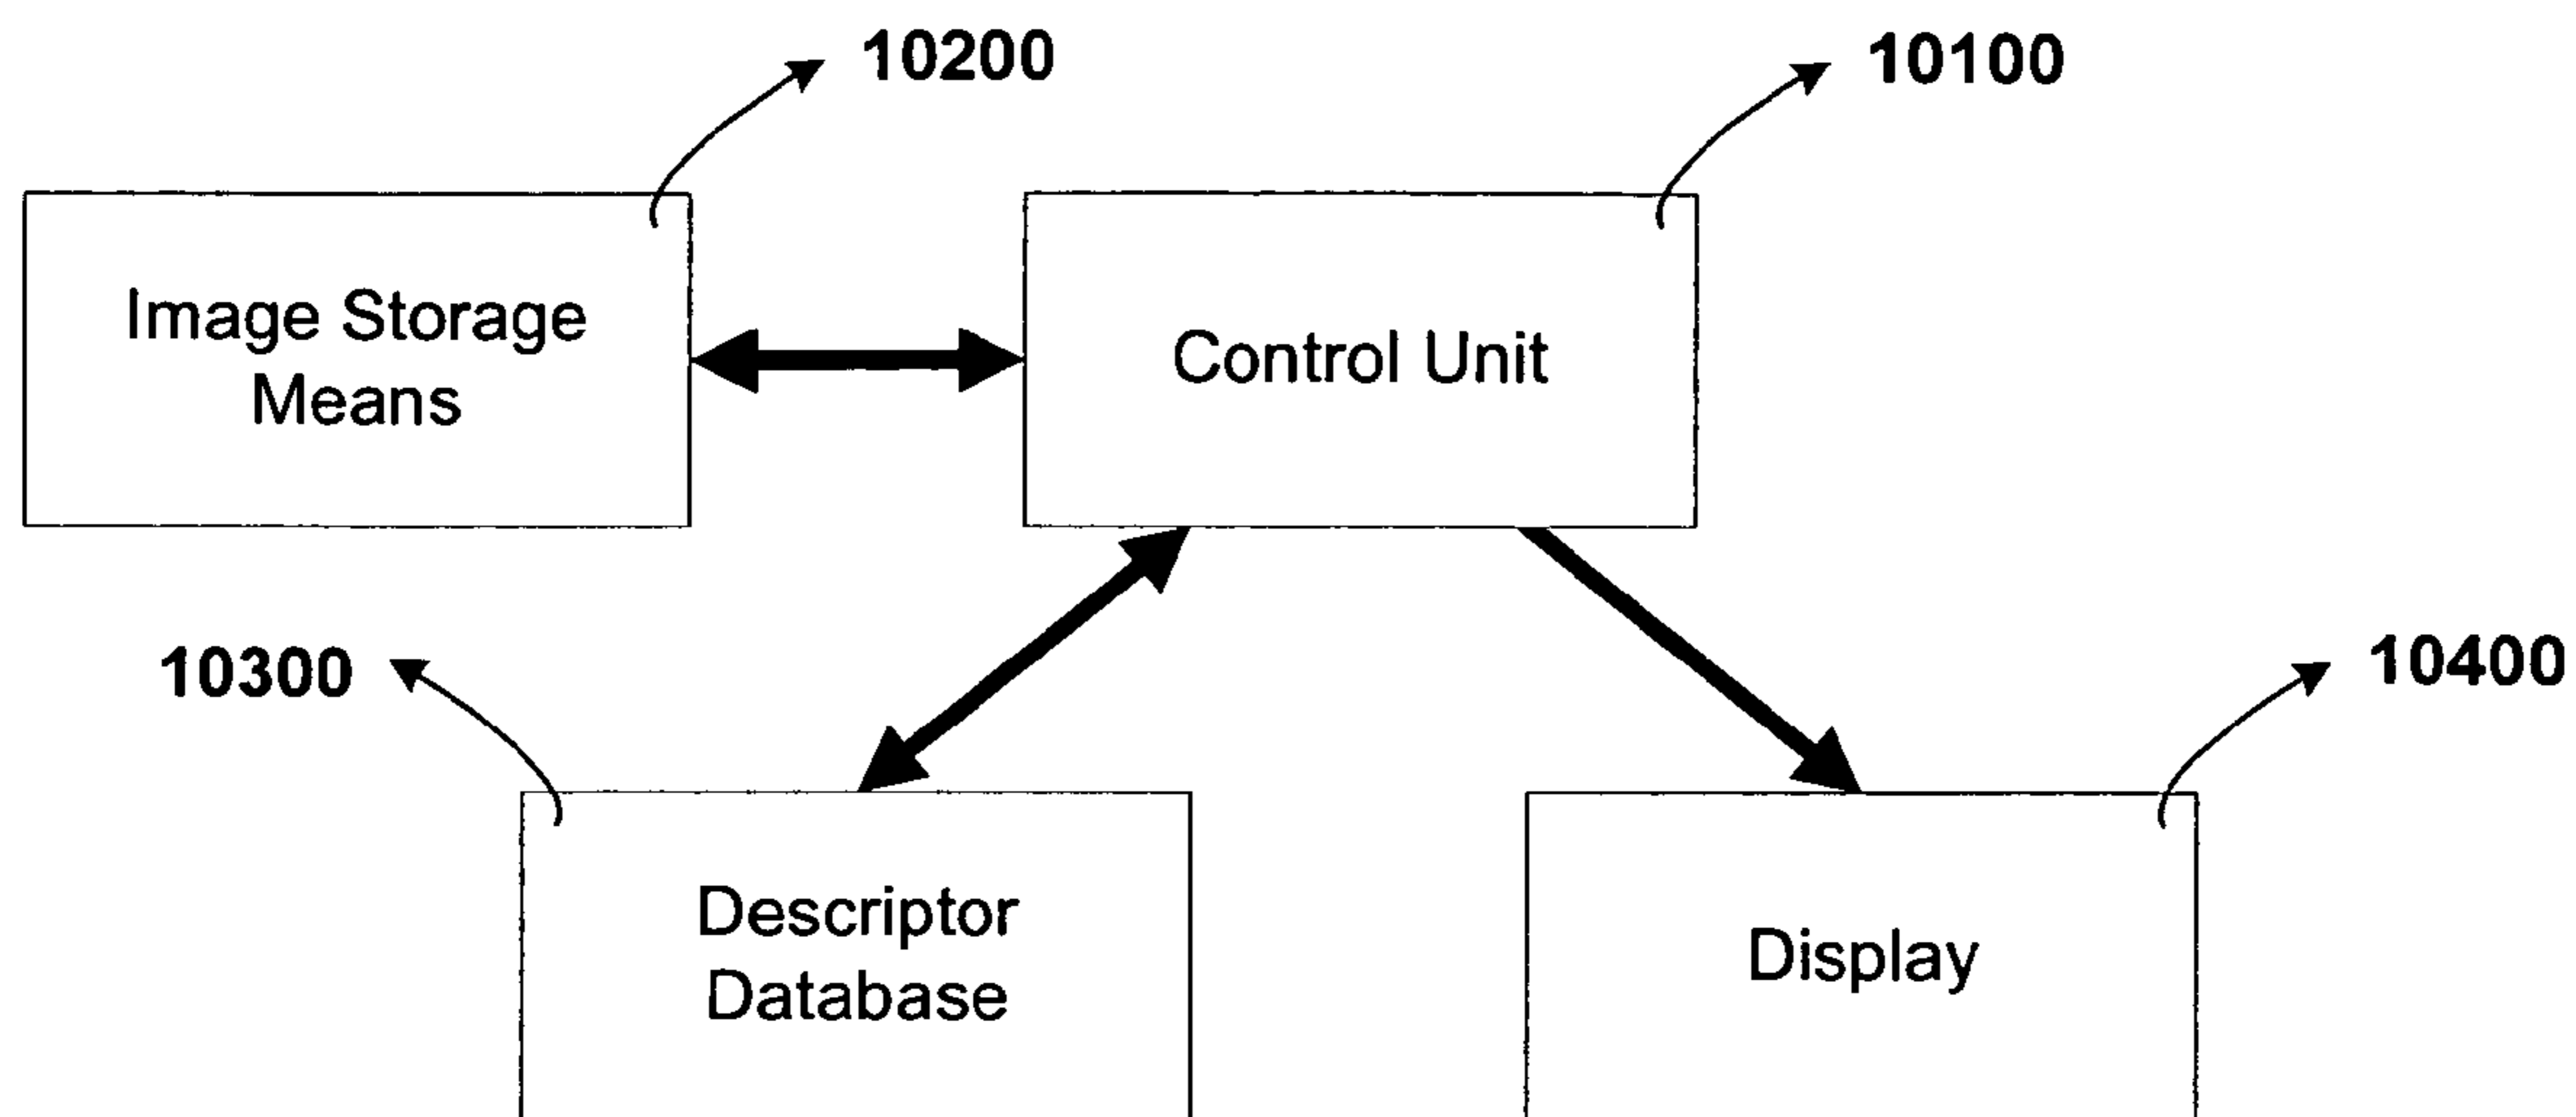 10200
10100
Image Storage
Means
Control Unit
10300
10400
Descriptor
Database
Display